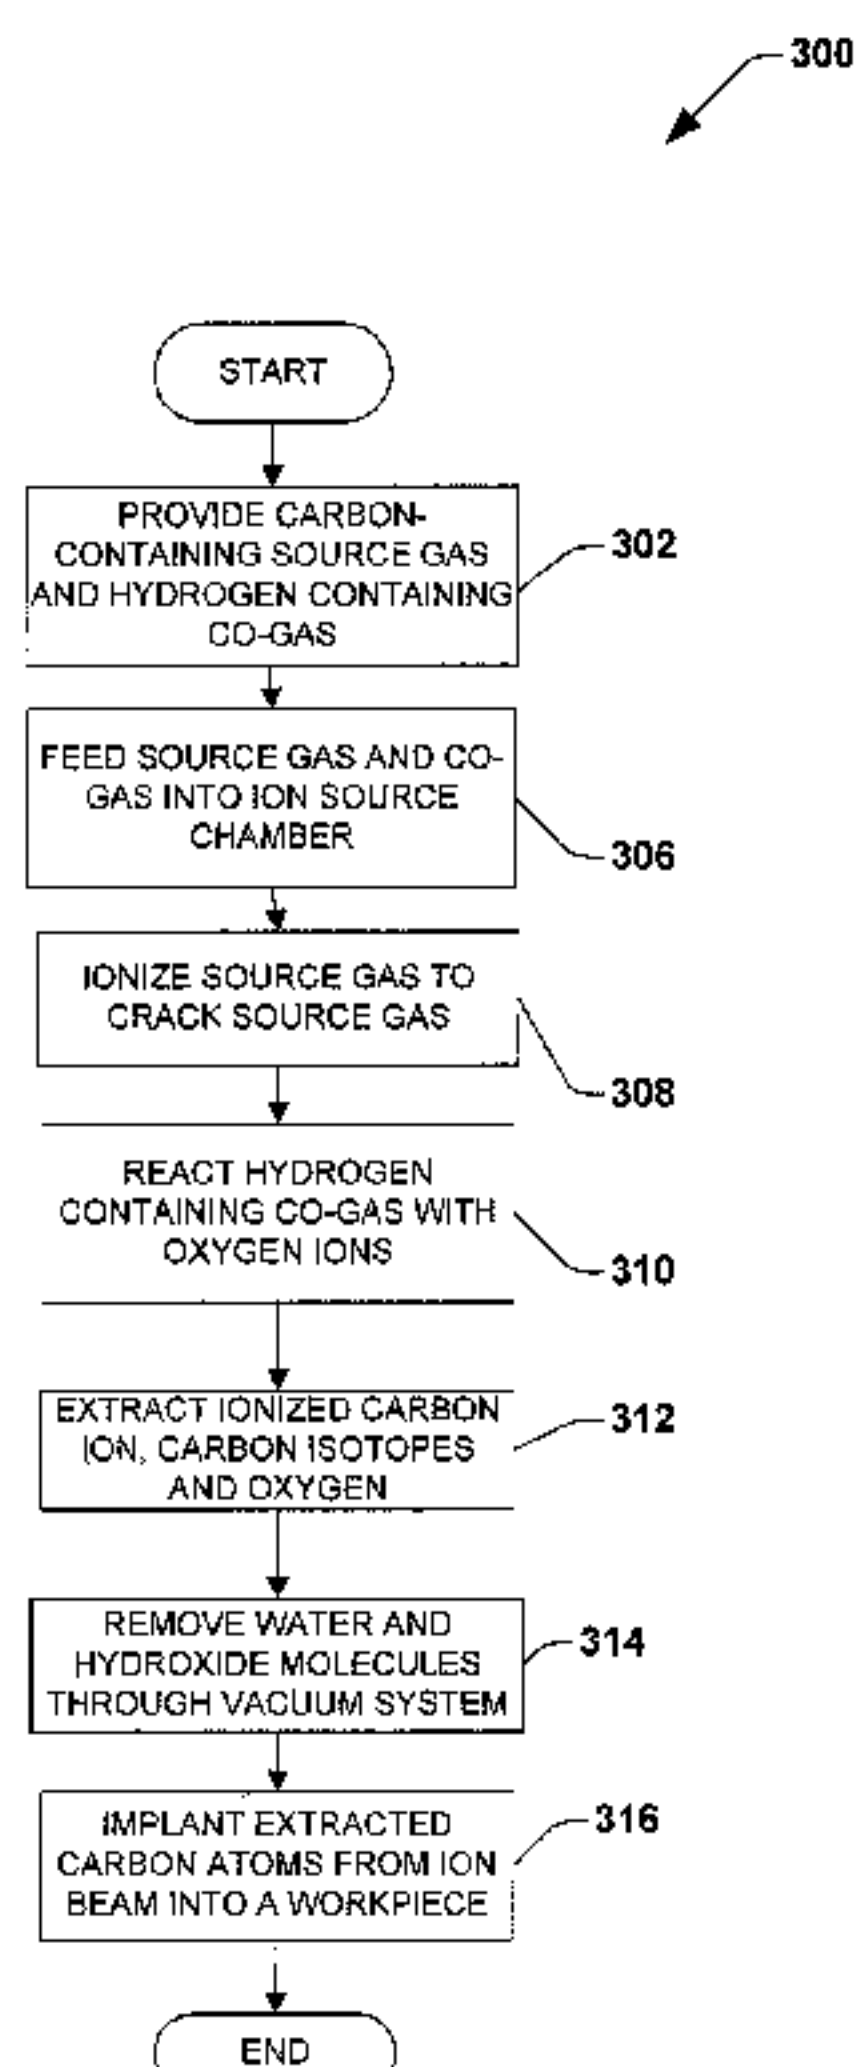 300
START
PROVIDE CARBON-
CONTAINING SOURCE GAS
AND HYDROGEN CONTAINING
CO-GAS
302
FEED SOURCE GAS AND CO-
GAS INTO ION SOURCE
CHAMBER
306
IONIZE SOURCE GAS TO
CRACK SOURCE GAS
308
REACT HYDROGEN
CONTAINING CO-GAS WITH
OXYGEN IONS
310
EXTRACT IONIZED CARBON
ION, CARBON ISOTOPES
AND OXYGEN
312
REMOVE WATER AND
HYDROXIDE MOLECULES
THROUGH VACUUM SYSTEM
314
IMPLANT EXTRACTED
CARBON ATOMS FROM ION
BEAM INTO A WORKPIECE
316
END